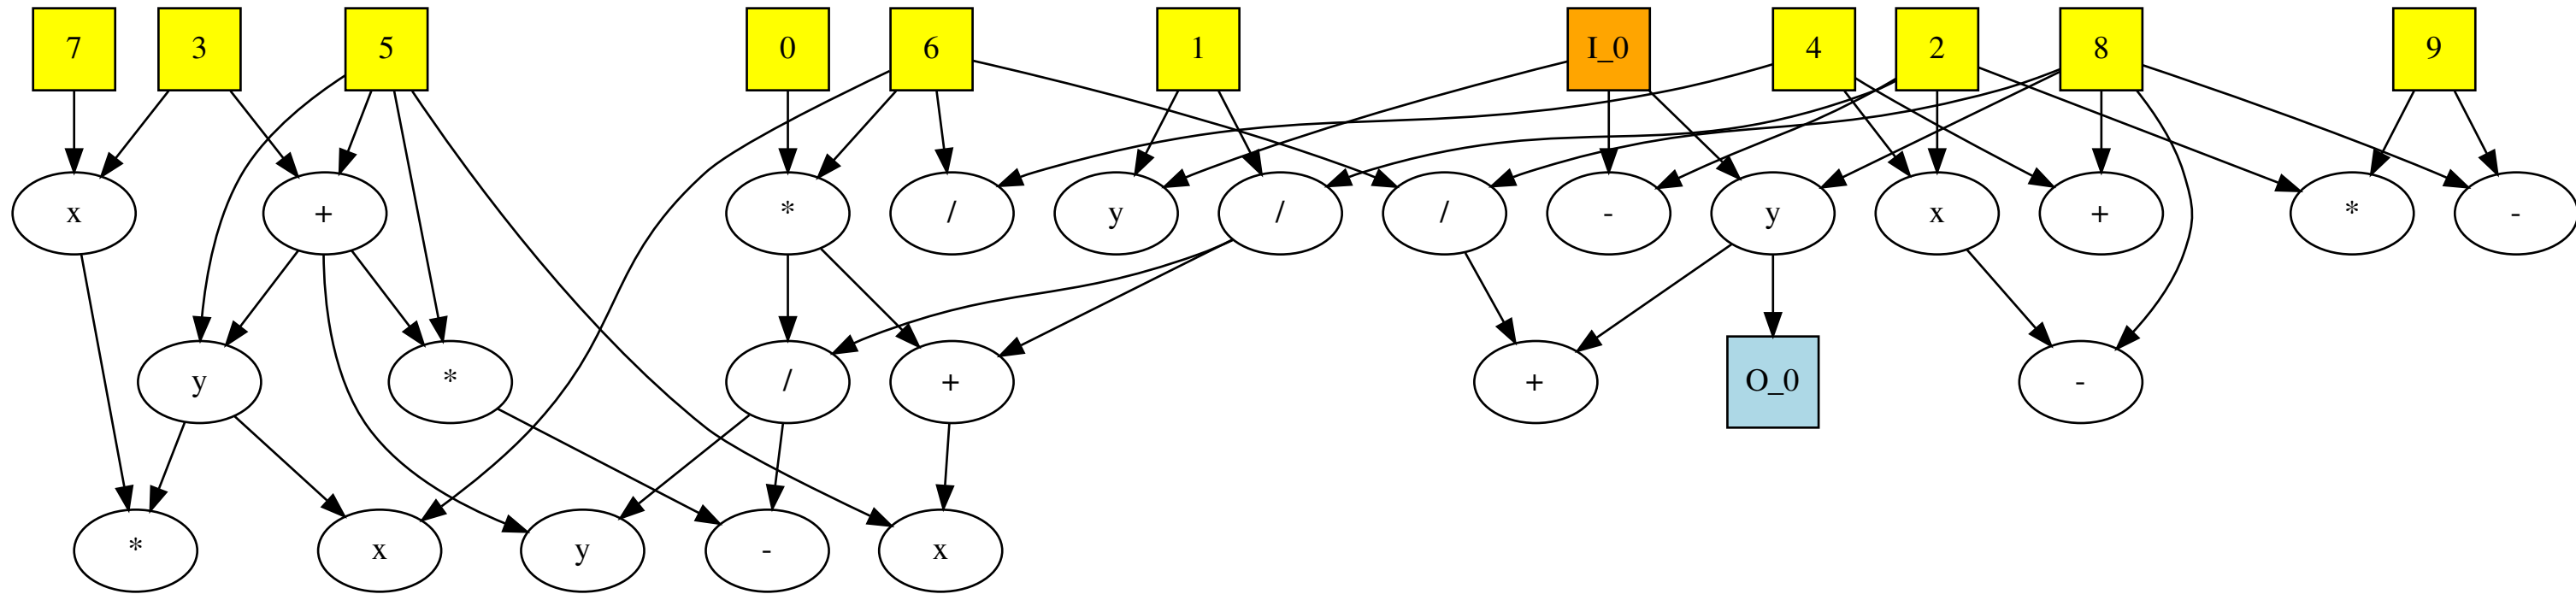 7 3 5 0 6 1 I_0 4 2 8 9
x + * / y / / - y x + * -
y * / + + O_0 -
* x y - x